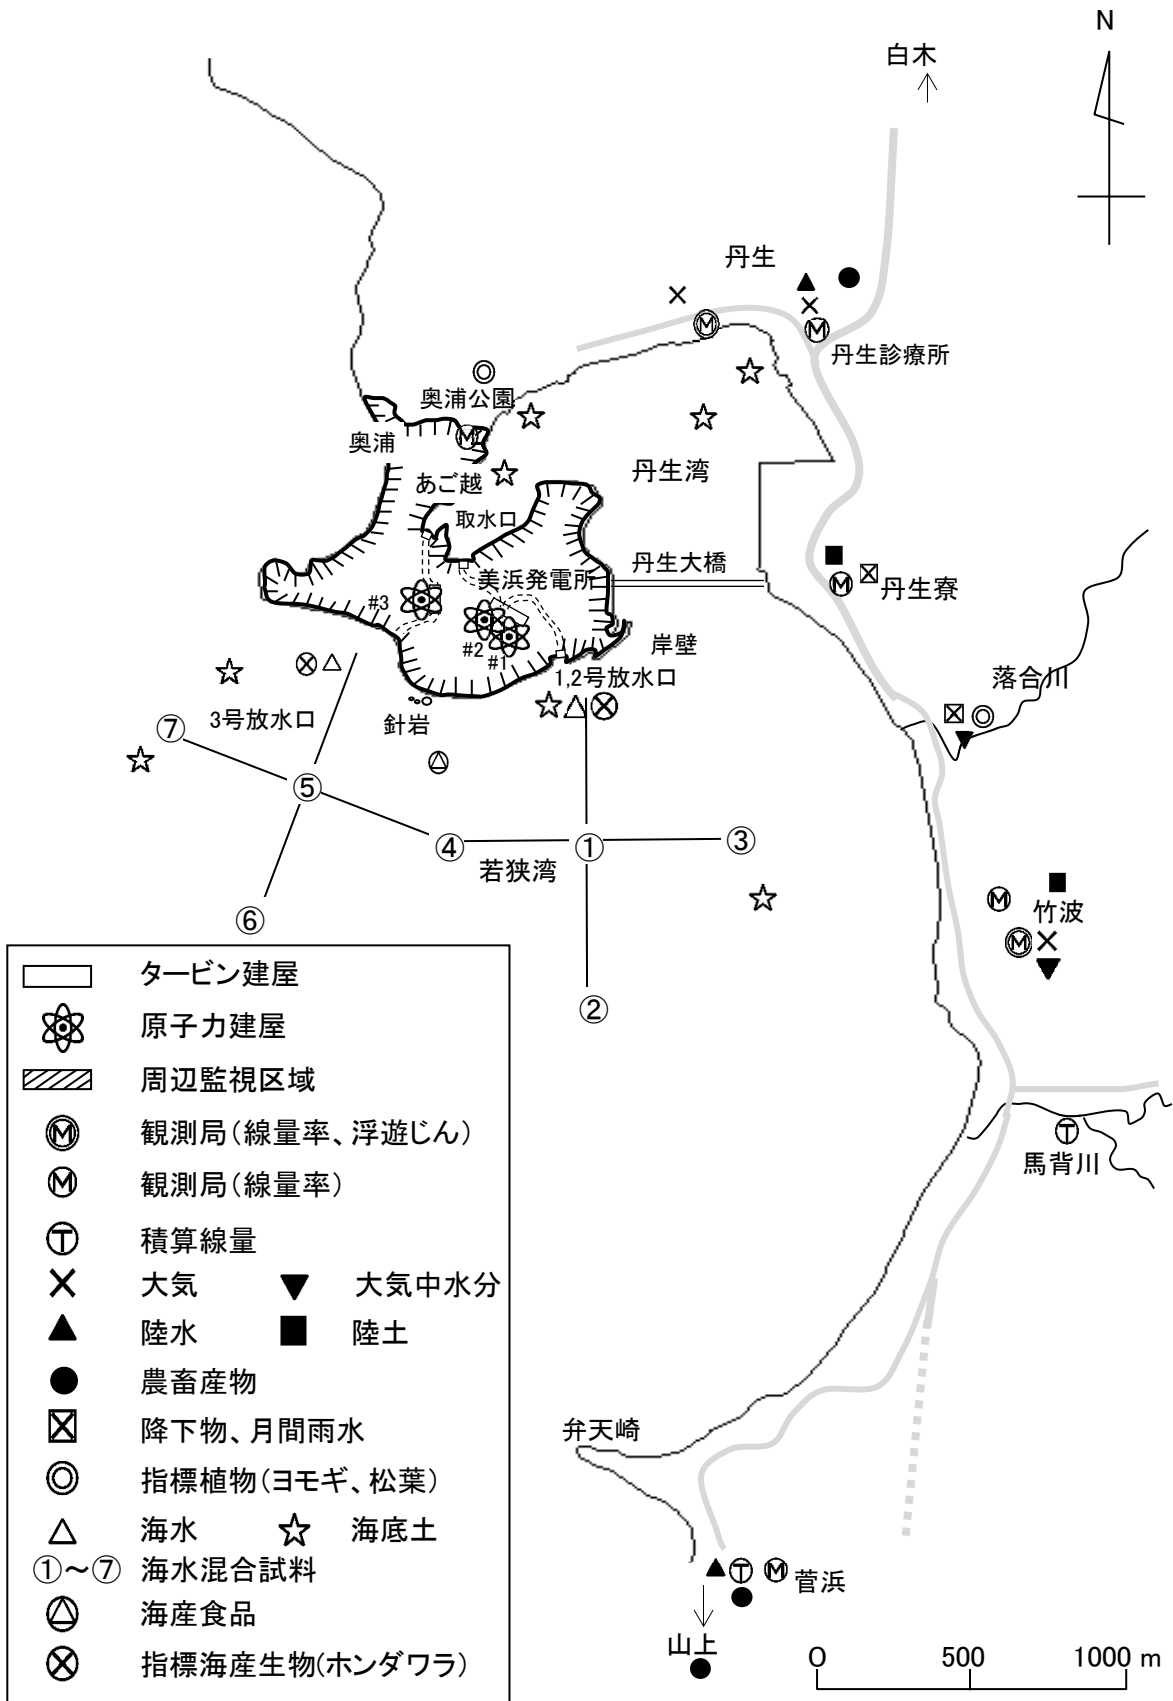 N
白木
丹生
丹生診療所
奥浦公園
奥浦
丹生湾
あご越
取水口
丹生大橋
美浜発電所
丹生寮
#3
#2
#1
岸壁
1,2号放水口
落合川
3号放水口
針岩
⑦
⑤
④
①
③
若狭湾
⑥
竹波
②
馬背川
弁天崎
菅浜
山上
O 500 1000 m
タービン建屋
原子力建屋
周辺監視区域
Ⓜ 観測局(線量率、浮遊じん)
Ⓜ 観測局(線量率)
Ⓣ 積算線量
大気 大気中水分
陸水 陸土
農畜産物
降下物、月間雨水
指標植物(ヨモギ、松葉)
海水 海底土
①~⑦ 海水混合試料
海産食品
指標海産生物(ホンダワラ)